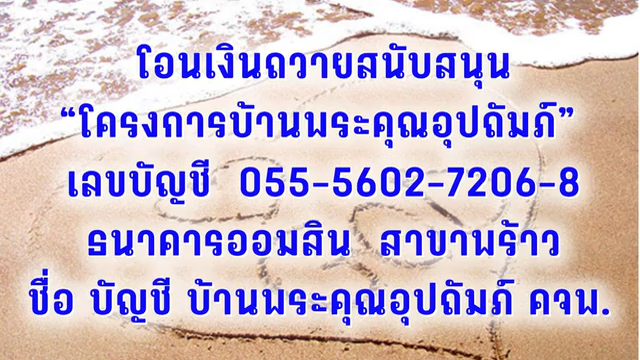 โอนเงินถวายสนับสนุน
“โครงการบ้านพระคุณอุปถัมภ์”
เลขบัญชี 055-5602-7206-8
ธนาคารออมสิน สาขาพร้าว
ชื่อ บัญชี บ้านพระคุณอุปถัมภ์ คจพ.